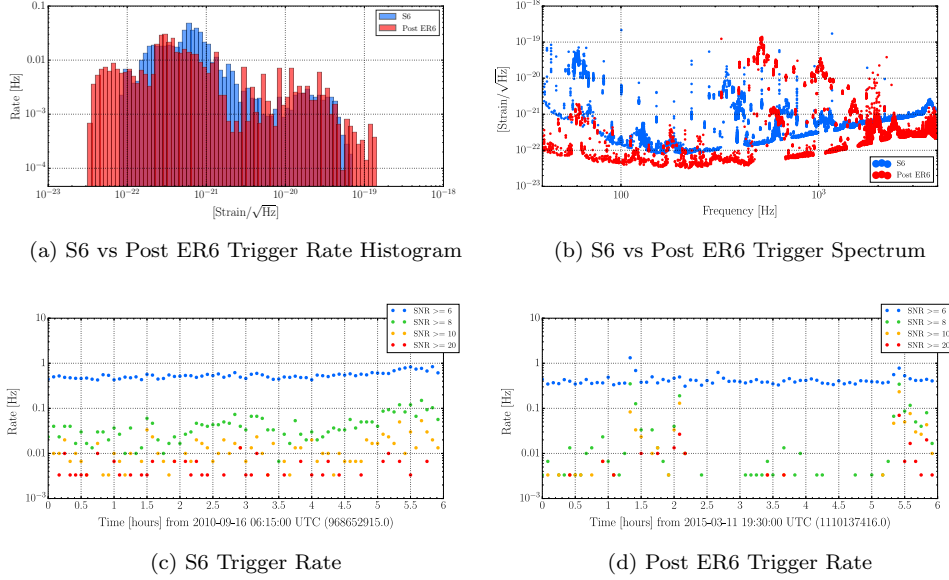 0.1
0.01
10⁻³
10⁻⁴
Rate [Hz]
S6
Post ER6
10⁻²³ 10⁻²² 10⁻²¹ 10⁻²⁰ 10⁻¹⁹ 10⁻¹⁸
[Strain/√Hz]
(a) S6 vs Post ER6 Trigger Rate Histogram
10⁻¹⁸
10⁻¹⁹
10⁻²⁰
10⁻²¹
10⁻²²
10⁻²³
[Strain/√Hz]
S6
Post ER6
100 10³
Frequency [Hz]
(b) S6 vs Post ER6 Trigger Spectrum
10
1
0.1
0.01
10⁻³
Rate [Hz]
SNR >= 6
SNR >= 8
SNR >= 10
SNR >= 20
0 0.5 1 1.5 2 2.5 3 3.5 4 4.5 5 5.5 6
Time [hours] from 2010-09-16 06:15:00 UTC (968652915.0)
(c) S6 Trigger Rate
10
1
0.1
0.01
10⁻³
Rate [Hz]
SNR >= 6
SNR >= 8
SNR >= 10
SNR >= 20
0 0.5 1 1.5 2 2.5 3 3.5 4 4.5 5 5.5 6
Time [hours] from 2015-03-11 19:30:00 UTC (1110137416.0)
(d) Post ER6 Trigger Rate